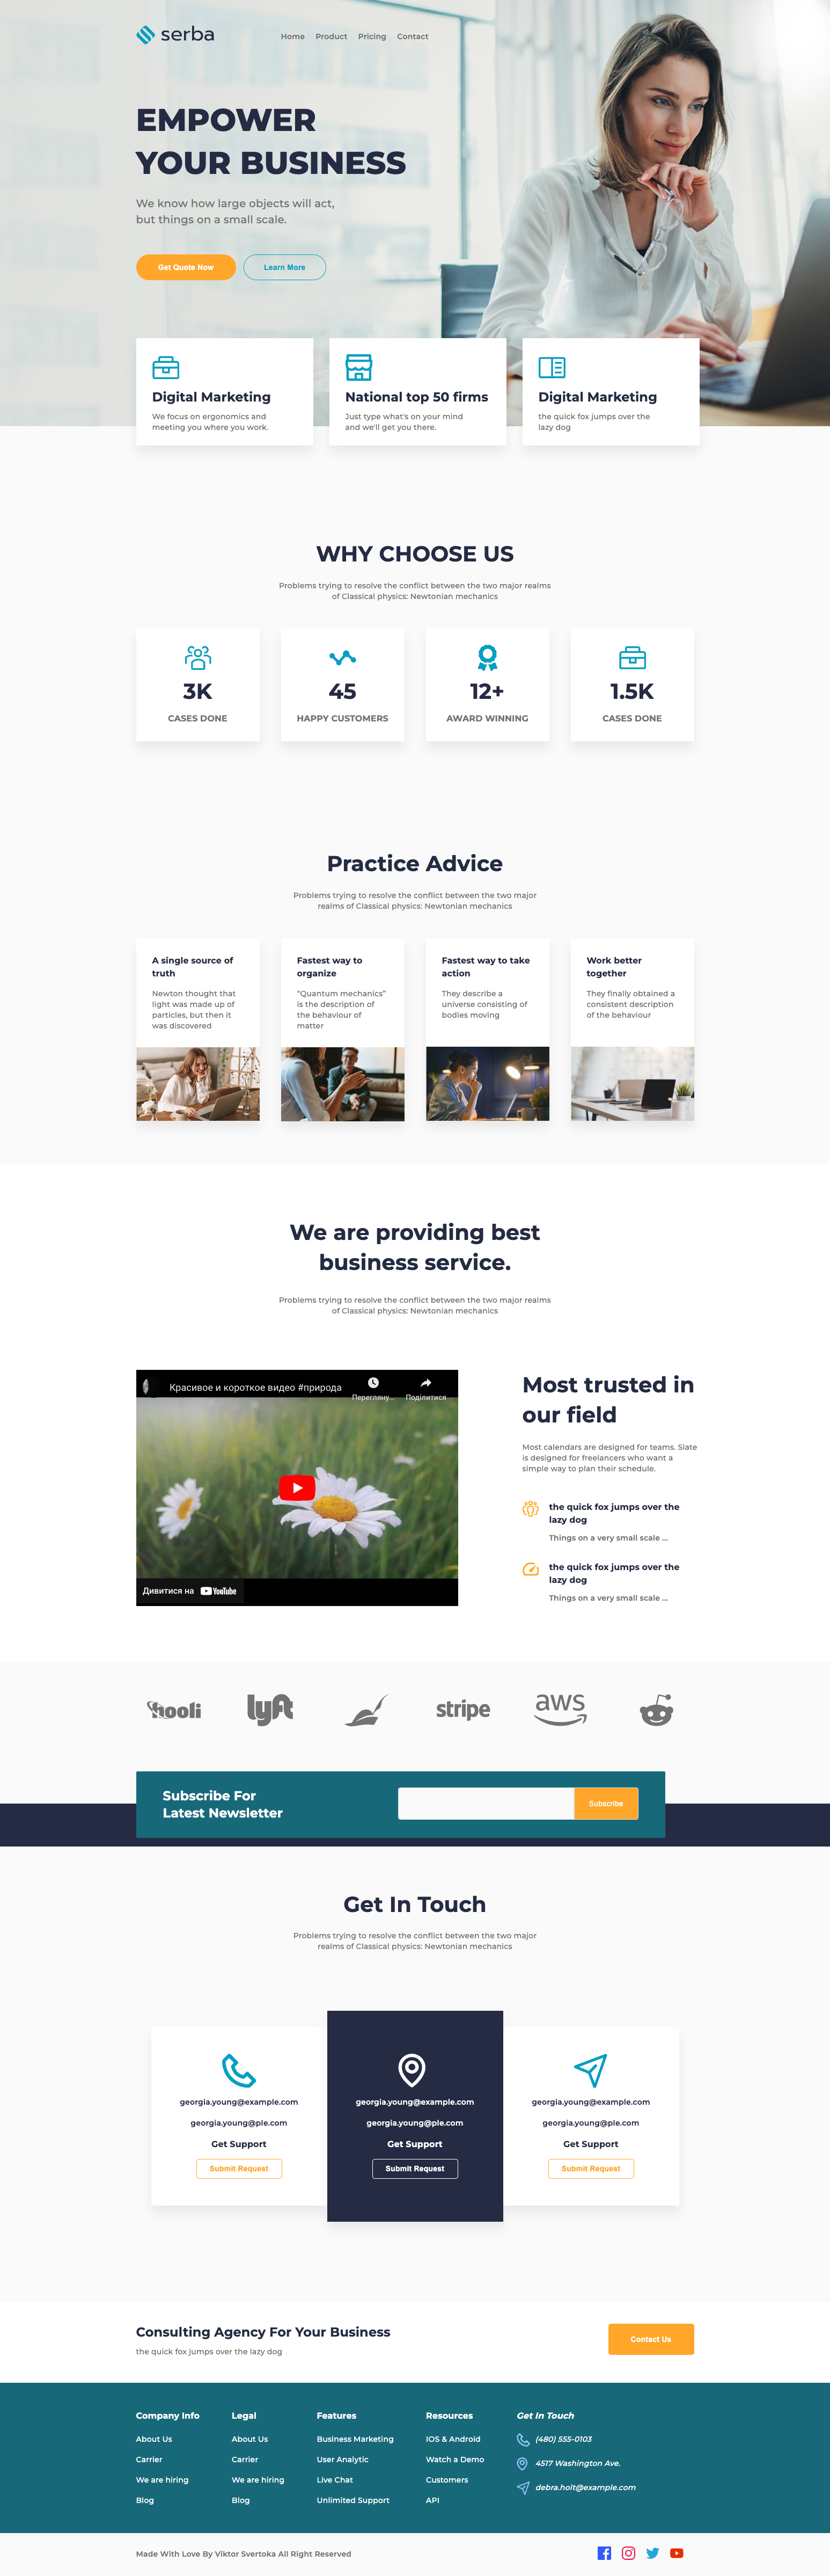 serba
Home Product Pricing Contact
EMPOWER
YOUR BUSINESS
We know how large objects will act,
but things on a small scale.
Get Quote Now Learn More
Digital Marketing
We focus on ergonomics and
meeting you where you work.
National top 50 firms
Just type what's on your mind
and we'll get you there.
Digital Marketing
the quick fox jumps over the
lazy dog
WHY CHOOSE US
Problems trying to resolve the conflict between the two major realms
of Classical physics: Newtonian mechanics
3K
CASES DONE
45
HAPPY CUSTOMERS
12+
AWARD WINNING
1.5K
CASES DONE
Practice Advice
Problems trying to resolve the conflict between the two major
realms of Classical physics: Newtonian mechanics
A single source of
truth
Newton thought that
light was made up of
particles, but then it
was discovered
Fastest way to
organize
“Quantum mechanics”
is the description of
the behaviour of
matter
Fastest way to take
action
They describe a
universe consisting of
bodies moving
Work better
together
They finally obtained a
consistent description
of the behaviour
We are providing best
business service.
Problems trying to resolve the conflict between the two major realms
of Classical physics: Newtonian mechanics
Красивое и короткое видео #природа
Перегляну... Поділитися
Дивитися на YouTube
Most trusted in
our field
Most calendars are designed for teams. Slate
is designed for freelancers who want a
simple way to plan their schedule.
the quick fox jumps over the
lazy dog
Things on a very small scale ...
the quick fox jumps over the
lazy dog
Things on a very small scale ...
hooli lyft stripe aws
Subscribe For
Latest Newsletter
Subscribe
Get In Touch
Problems trying to resolve the conflict between the two major
realms of Classical physics: Newtonian mechanics
georgia.young@example.com
georgia.young@ple.com
Get Support
Submit Request
georgia.young@example.com
georgia.young@ple.com
Get Support
Submit Request
georgia.young@example.com
georgia.young@ple.com
Get Support
Submit Request
Consulting Agency For Your Business
the quick fox jumps over the lazy dog
Contact Us
Company Info
About Us
Carrier
We are hiring
Blog
Legal
About Us
Carrier
We are hiring
Blog
Features
Business Marketing
User Analytic
Live Chat
Unlimited Support
Resources
IOS & Android
Watch a Demo
Customers
API
Get In Touch
(480) 555-0103
4517 Washington Ave.
debra.holt@example.com
Made With Love By Viktor Svertoka All Right Reserved